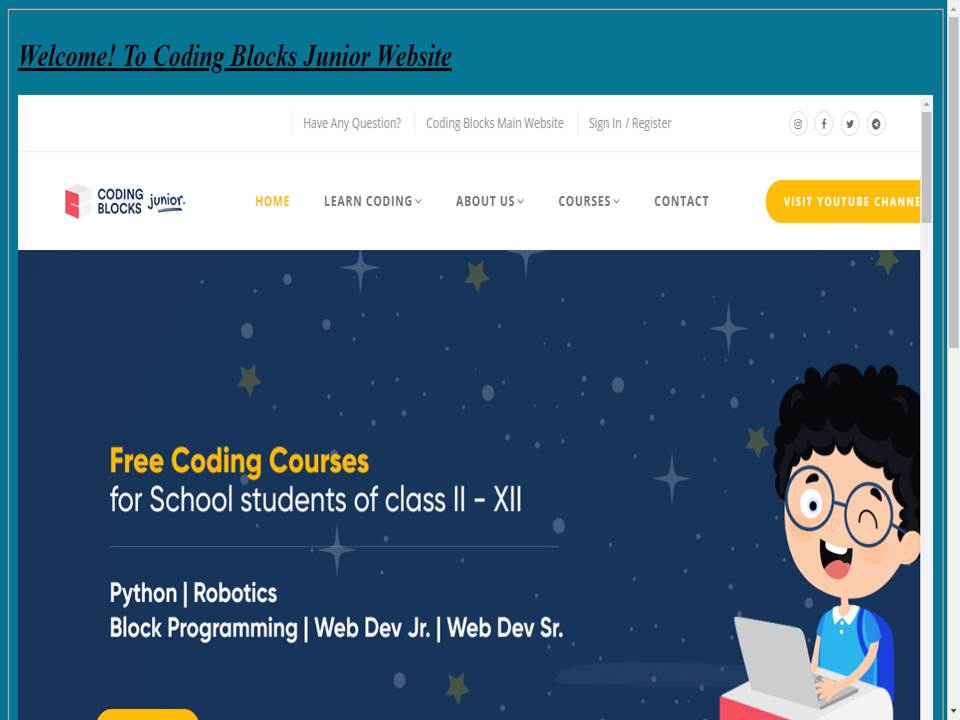 Welcome! To Coding Blocks Junior Website
Have Any Question? Coding Blocks Main Website Sign In / Register
CODING BLOCKS junior.
HOME LEARN CODING ABOUT US COURSES CONTACT VISIT YOUTUBE CHANNE
Free Coding Courses
for School students of class II - XII
Python | Robotics
Block Programming | Web Dev Jr. | Web Dev Sr.